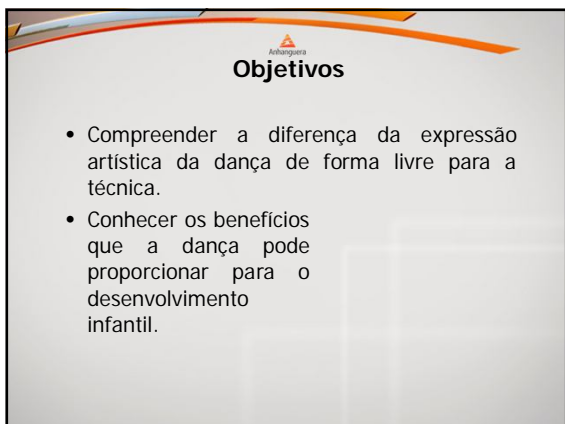 Anhanguera
Objetivos
• Compreender a diferença da expressão
artística da dança de forma livre para a
técnica.
• Conhecer os benefícios
que a dança pode
proporcionar para o
desenvolvimento
infantil.